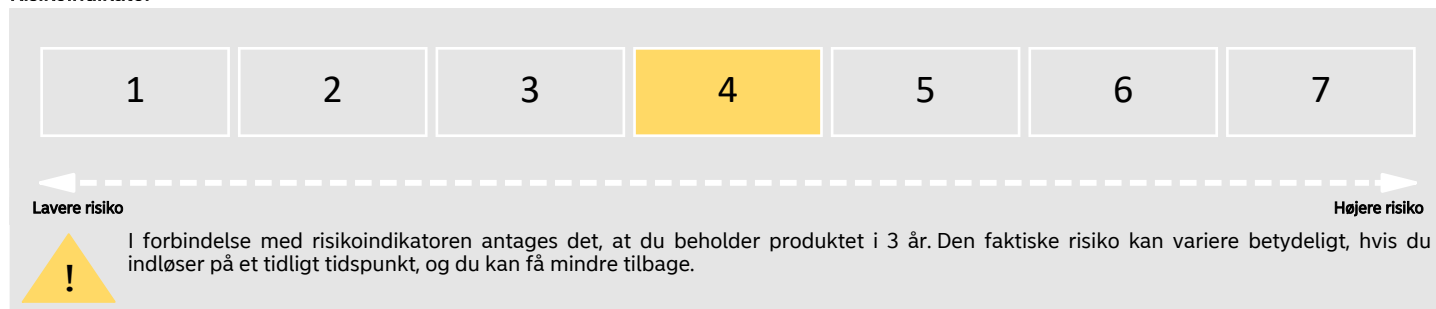 Risikoindikator
1 2 3 4 5 6 7
Lavere risiko Højere risiko
! I forbindelse med risikoindikatoren antages det, at du beholder produktet i 3 år. Den faktiske risiko kan variere betydeligt, hvis du
indløser på et tidligt tidspunkt, og du kan få mindre tilbage.